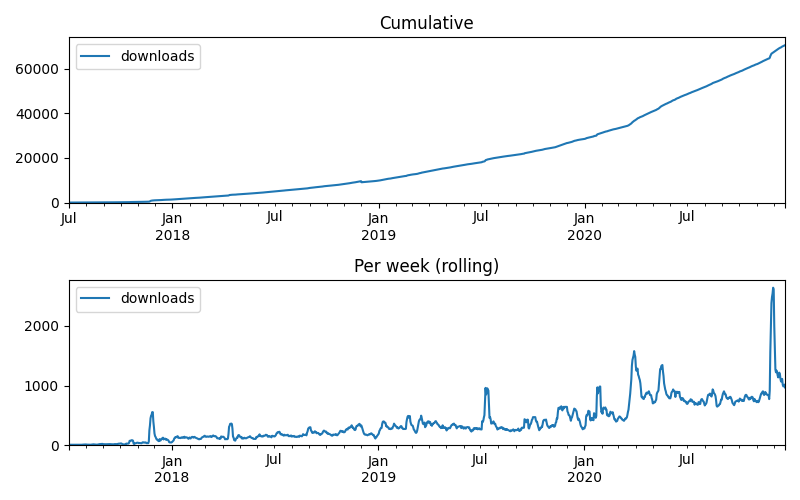 Cumulative
downloads
60000
40000
20000
0
Jul Jan Jul Jan Jul Jan Jul
2018 2019 2020
Per week (rolling)
downloads
2000
1000
0
Jan Jul Jan Jul Jan Jul
2018 2019 2020